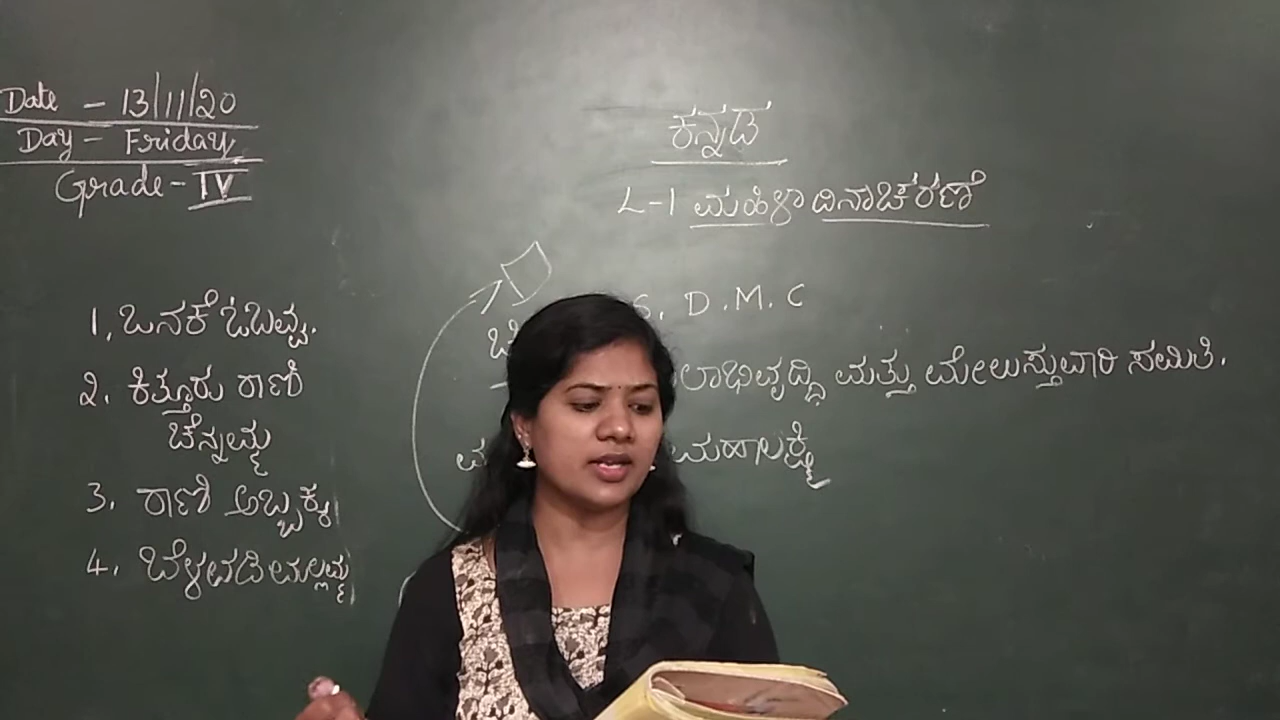 Date - 13/11/20
Day - Friday
Grade - IV
ಕನ್ನಡ
L-1 ಮಹಿಳಾ ದಿನಾಚರಣೆ
1. ಒನಕೆ ಓಬವ್ವ.
2. ಕಿತ್ತೂರು ರಾಣಿ
ಚೆನ್ನಮ್ಮ
3. ರಾಣಿ ಅಬ್ಬಕ್ಕ
4. ಬೆಳವಡಿ ಮಲ್ಲಮ್ಮ
S. D. M. C
ಮತ್ತು ಮೇಲುಸ್ತುವಾರಿ ಸಮಿತಿ.
ಮಹಾಲಕ್ಷ್ಮಿ